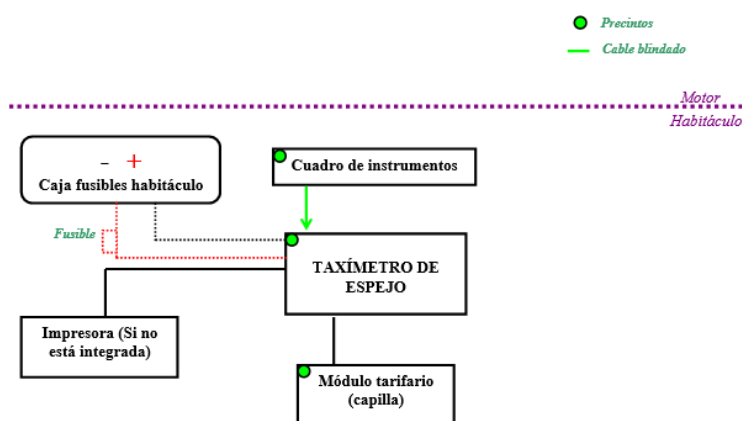 Precintos
Cable blindado
Motor
Habitáculo
- +
Caja fusibles habitáculo
Cuadro de instrumentos
Fusible
TAXÍMETRO DE
ESPEJO
Impresora (Si no
está integrada)
Módulo tarifario
(capilla)